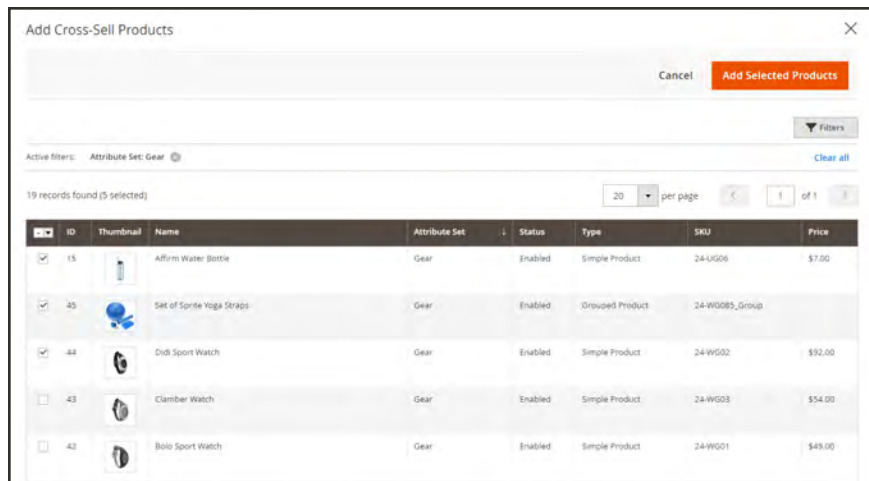 Add Cross-Sell Products
Cancel Add Selected Products
Filters
Active filters: Attribute Set: Gear Clear all
19 records found (5 selected) 20 per page 1 of 1
ID Thumbnail Name Attribute Set ↓ Status Type SKU Price
15 Affirm Water Bottle Gear Enabled Simple Product 24-UG06 $7.00
45 Set of Sprite Yoga Straps Gear Enabled Grouped Product 24-WG085_Group
44 Didi Sport Watch Gear Enabled Simple Product 24-WG02 $92.00
43 Clamber Watch Gear Enabled Simple Product 24-WG03 $54.00
42 Bolo Sport Watch Gear Enabled Simple Product 24-WG01 $49.00